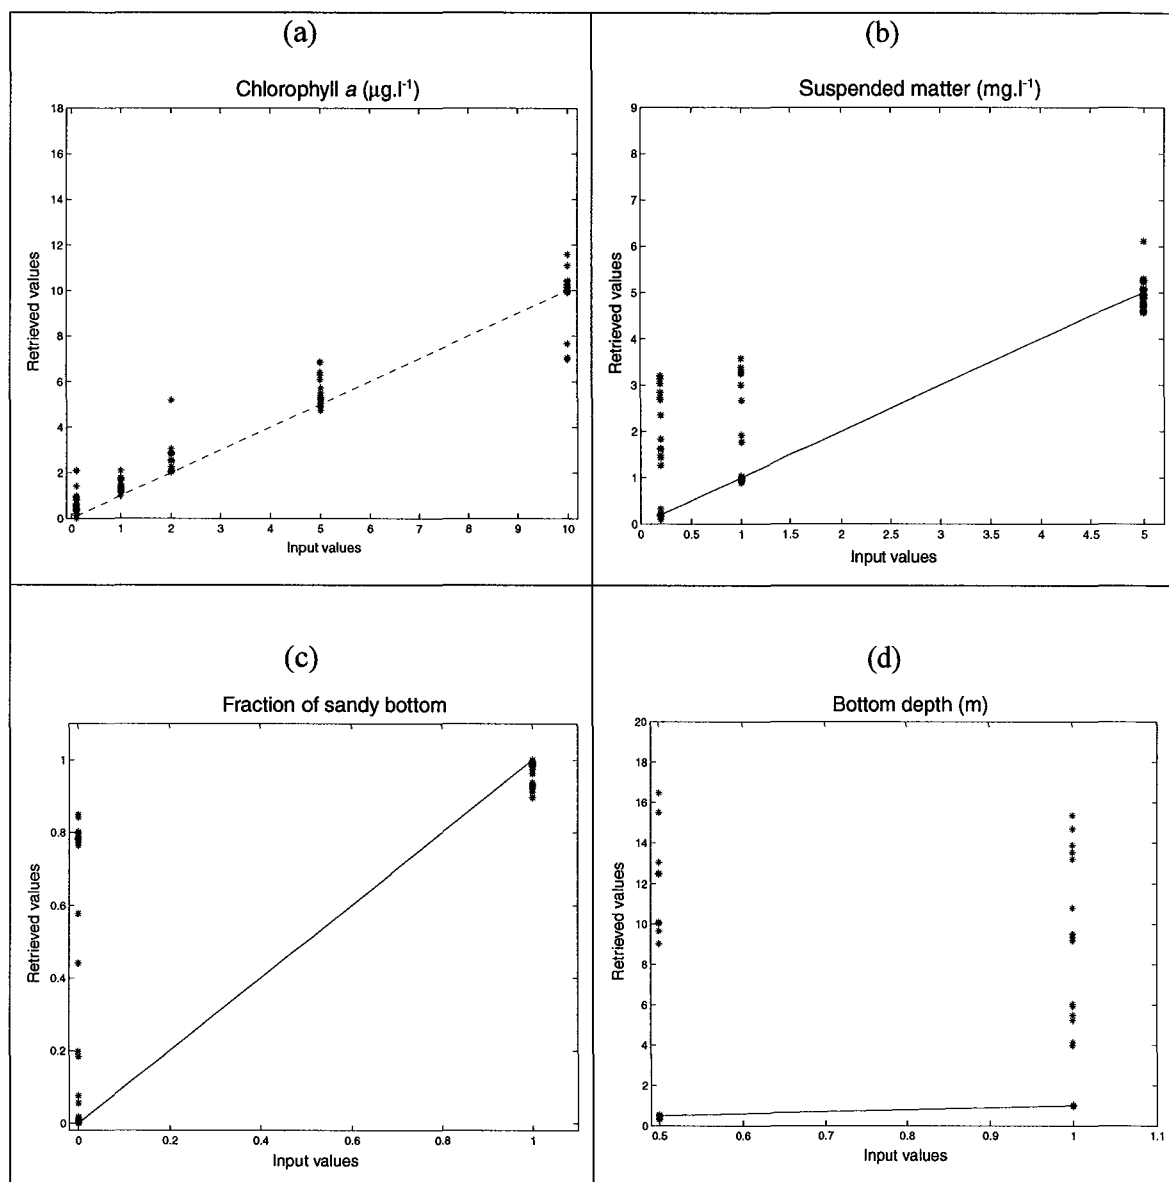 (a)
Chlorophyll a (µg.l⁻¹)
18
16
14
12
10
8
6
4
2
0
Retrieved values
0 1 2 3 4 5 6 7 8 9 10
Input values
(b)
Suspended matter (mg.l⁻¹)
9
8
7
6
5
4
3
2
1
0
Retrieved values
0 0.5 1 1.5 2 2.5 3 3.5 4 4.5 5
Input values
(c)
Fraction of sandy bottom
1
0.8
0.6
0.4
0.2
0
Retrieved values
0 0.2 0.4 0.6 0.8 1
Input values
(d)
Bottom depth (m)
20
18
16
14
12
10
8
6
4
2
0
Retrieved values
0.5 0.6 0.7 0.8 0.9 1 1.1
Input values